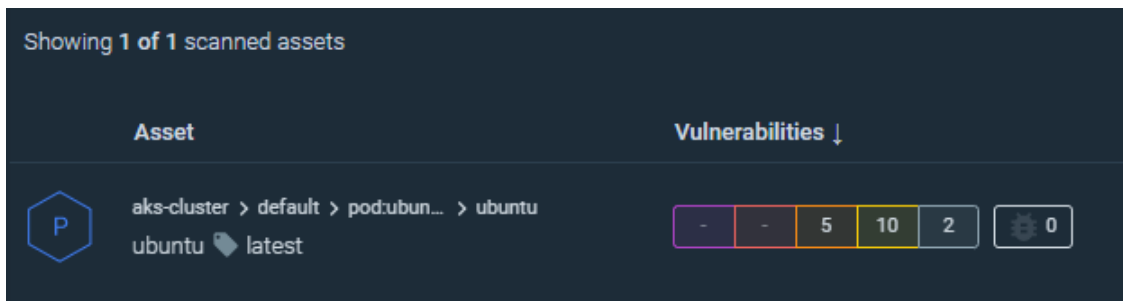 Showing 1 of 1 scanned assets
Asset Vulnerabilities ↓
P aks-cluster > default > pod:ubun... > ubuntu
ubuntu latest
- - 5 10 2 0